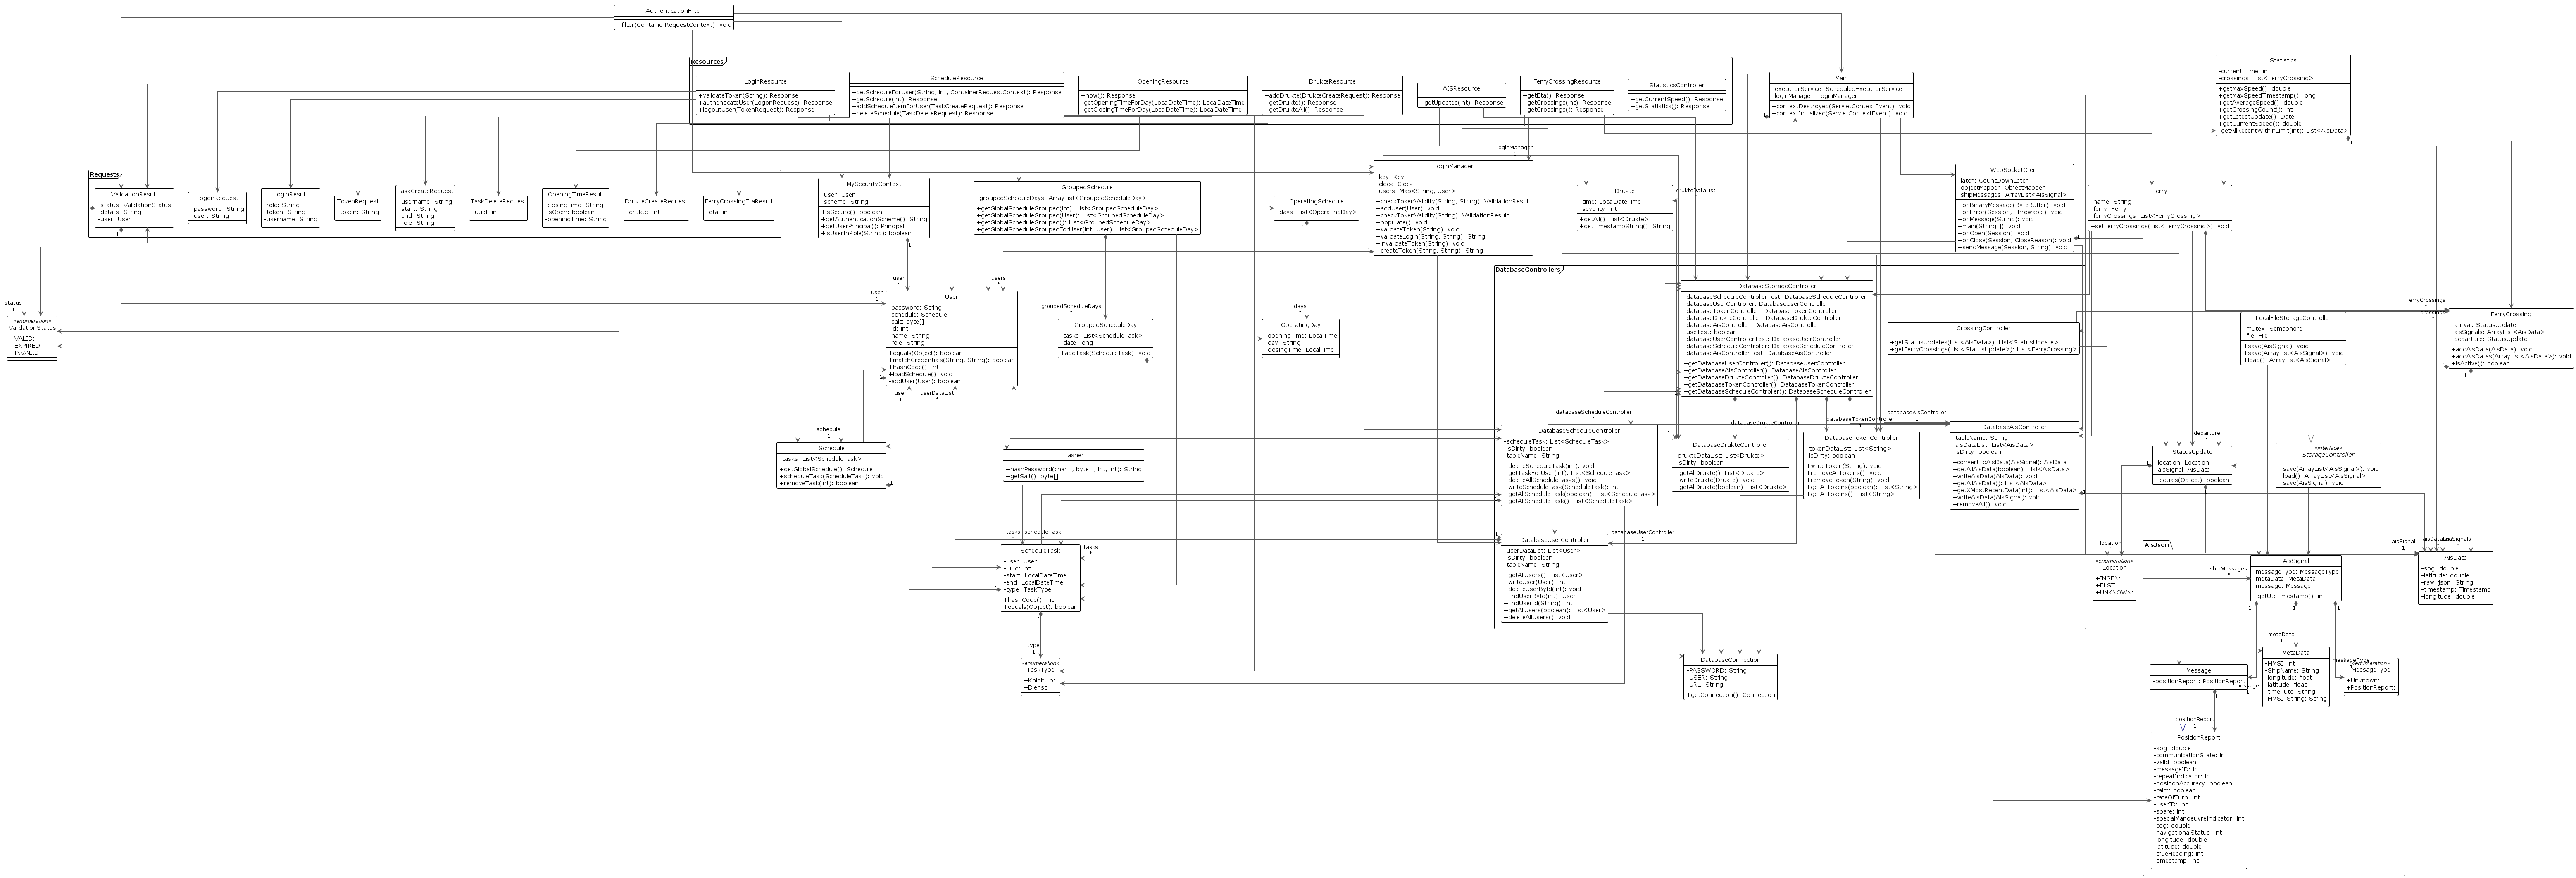 AuthenticationFilter
+filter(ContainerRequestContext): void
Resources
LoginResource
+validateToken(String): Response
+authenticateUser(LogonRequest): Response
+logoutUser(TokenRequest): Response
ScheduleResource
+getScheduleForUser(String, int, ContainerRequestContext): Response
+getSchedule(int): Response
+addScheduleItemForUser(TaskCreateRequest): Response
+deleteSchedule(TaskDeleteRequest): Response
OpeningResource
+now(): Response
-getOpeningTimeForDay(LocalDateTime): LocalDateTime
-getClosingTimeForDay(LocalDateTime): LocalDateTime
DrukteResource
+addDrukte(DrukteCreateRequest): Response
+getDrukte(): Response
+getDrukteAll(): Response
AISResource
+getUpdates(int): Response
FerryCrossingResource
+getEta(): Response
+getCrossings(int): Response
+getCrossings(): Response
StatisticsController
+getCurrentSpeed(): Response
+getStatistics(): Response
Main
-executorService: ScheduledExecutorService
-loginManager: LoginManager
+contextDestroyed(ServletContextEvent): void
+contextInitialized(ServletContextEvent): void
Statistics
-current_time: int
-crossings: List<FerryCrossing>
+getMaxSpeed(): double
+getMaxSpeedTimestamp(): long
+getAverageSpeed(): double
+getCrossingCount(): int
+getLatestUpdate(): Date
+getCurrentSpeed(): double
-getAllRecentWithinLimit(int): List<AisData>
Requests
ValidationResult
-status: ValidationStatus
-details: String
-user: User
LogonRequest
-password: String
-user: String
LoginResult
-role: String
-token: String
-username: String
TokenRequest
-token: String
TaskCreateRequest
-username: String
-start: String
-end: String
-role: String
TaskDeleteRequest
-uuid: int
OpeningTimeResult
-closingTime: String
-isOpen: boolean
-openingTime: String
DrukteCreateRequest
-drukte: int
FerryCrossingEtaResult
-eta: int
MySecurityContext
-user: User
-scheme: String
+isSecure(): boolean
+getAuthenticationScheme(): String
+getUserPrincipal(): Principal
+isUserInRole(String): boolean
GroupedSchedule
-groupedScheduleDays: ArrayList<GroupedScheduleDay>
+getGlobalScheduleGrouped(int): List<GroupedScheduleDay>
+getGlobalScheduleGrouped(User): List<GroupedScheduleDay>
+getGlobalScheduleGrouped(): List<GroupedScheduleDay>
+getGlobalScheduleGroupedForUser(int, User): List<GroupedScheduleDay>
OperatingSchedule
-days: List<OperatingDay>
loginManager
1
LoginManager
-key: Key
-clock: Clock
-users: Map<String, User>
+checkTokenValidity(String, String): ValidationResult
+addUser(User): void
+checkTokenValidity(String): ValidationResult
+populate(): void
+validateToken(String): void
+validateLogin(String, String): String
+invalidateToken(String): void
+createToken(String, String): String
Drukte
-time: LocalDateTime
-severity: int
+getAll(): List<Drukte>
+getTimestampString(): String
drukteDataList
*
WebSocketClient
-latch: CountDownLatch
-objectMapper: ObjectMapper
-shipMessages: ArrayList<AisSignal>
+onBinaryMessage(ByteBuffer): void
+onError(Session, Throwable): void
+onMessage(String): void
+main(String[]): void
+onOpen(Session): void
+onClose(Session, CloseReason): void
+sendMessage(Session, String): void
Ferry
-name: String
-ferry: Ferry
-ferryCrossings: List<FerryCrossing>
+setFerryCrossings(List<FerryCrossing>): void
status
1
«enumeration»
ValidationStatus
+VALID:
+EXPIRED:
+INVALID:
user
1
user
1
users
*
User
-password: String
-schedule: Schedule
-salt: byte[]
-id: int
-name: String
-role: String
+equals(Object): boolean
+matchCredentials(String, String): boolean
+hashCode(): int
+loadSchedule(): void
-addUser(User): boolean
groupedScheduleDays
*
GroupedScheduleDay
-tasks: List<ScheduleTask>
-date: long
+addTask(ScheduleTask): void
days
*
OperatingDay
-openingTime: LocalTime
-day: String
-closingTime: LocalTime
DatabaseControllers
DatabaseStorageController
-databaseScheduleControllerTest: DatabaseScheduleController
-databaseUserController: DatabaseUserController
-databaseTokenController: DatabaseTokenController
-databaseDrukteController: DatabaseDrukteController
-databaseAisController: DatabaseAisController
-useTest: boolean
-databaseUserControllerTest: DatabaseUserController
-databaseScheduleController: DatabaseScheduleController
-databaseAisControllerTest: DatabaseAisController
+getDatabaseUserController(): DatabaseUserController
+getDatabaseAisController(): DatabaseAisController
+getDatabaseDrukteController(): DatabaseDrukteController
+getDatabaseTokenController(): DatabaseTokenController
+getDatabaseScheduleController(): DatabaseScheduleController
CrossingController
+getStatusUpdates(List<AisData>): List<StatusUpdate>
+getFerryCrossings(List<StatusUpdate>): List<FerryCrossing>
LocalFileStorageController
-mutex: Semaphore
-file: File
+save(AisSignal): void
+save(ArrayList<AisSignal>): void
+load(): ArrayList<AisSignal>
ferryCrossings
*
FerryCrossing
-arrival: StatusUpdate
-aisSignals: ArrayList<AisData>
-departure: StatusUpdate
+addAisData(AisData): void
+addAisDatas(ArrayList<AisData>): void
+isActive(): boolean
userDataList
*
user
1
schedule
1
Schedule
-tasks: List<ScheduleTask>
+getGlobalSchedule(): Schedule
+scheduleTask(ScheduleTask): void
+removeTask(int): boolean
Hasher
+hashPassword(char[], byte[], int, int): String
+getSalt(): byte[]
databaseScheduleController
1
DatabaseScheduleController
-scheduleTask: List<ScheduleTask>
-isDirty: boolean
-tableName: String
+deleteScheduleTask(int): void
+getTaskForUser(int): List<ScheduleTask>
+deleteAllScheduleTasks(): void
+writeScheduleTask(ScheduleTask): int
+getAllScheduleTask(boolean): List<ScheduleTask>
+getAllScheduleTask(): List<ScheduleTask>
databaseDrukteController
1
DatabaseDrukteController
-drukteDataList: List<Drukte>
-isDirty: boolean
+getAllDrukte(): List<Drukte>
+writeDrukte(Drukte): void
+getAllDrukte(boolean): List<Drukte>
databaseTokenController
1
DatabaseTokenController
-tokenDataList: List<String>
-isDirty: boolean
+writeToken(String): void
+removeAllTokens(): void
+removeToken(String): void
+getAllTokens(boolean): List<String>
+getAllTokens(): List<String>
databaseAisController
1
DatabaseAisController
-tableName: String
-aisDataList: List<AisData>
-isDirty: boolean
+convertToAisData(AisSignal): AisData
+getAllAisData(boolean): List<AisData>
+writeAisData(AisData): void
+getAllAisData(): List<AisData>
+getXMostRecentData(int): List<AisData>
+writeAisData(AisSignal): void
+removeAll(): void
departure
1
StatusUpdate
-location: Location
-aisSignal: AisData
+equals(Object): boolean
«interface»
StorageController
+save(ArrayList<AisSignal>): void
+load(): ArrayList<AisSignal>
+save(AisSignal): void
tasks
*
scheduleTask
*
tasks
*
ScheduleTask
-user: User
-uuid: int
-start: LocalDateTime
-end: LocalDateTime
-type: TaskType
+hashCode(): int
+equals(Object): boolean
databaseUserController
1
DatabaseUserController
-userDataList: List<User>
-isDirty: boolean
-tableName: String
+getAllUsers(): List<User>
+writeUser(User): int
+deleteUserById(int): void
+findUserById(int): User
+findUserId(String): int
+getAllUsers(boolean): List<User>
+deleteAllUsers(): void
location
1
«enumeration»
Location
+INGEN:
+ELST:
+UNKNOWN:
AisJson
shipMessages
*
AisSignal
-messageType: MessageType
-metaData: MetaData
-message: Message
+getUtcTimestamp(): int
aisSignal
1
AisData
-sog: double
-latitude: double
-raw_json: String
-timestamp: Timestamp
-longitude: double
type
1
«enumeration»
TaskType
+Kniphulp:
+Dienst:
DatabaseConnection
-PASSWORD: String
-USER: String
-URL: String
+getConnection(): Connection
Message
-positionReport: PositionReport
message
1
metaData
1
MetaData
-MMSI: int
-ShipName: String
-longitude: float
-latitude: float
-time_utc: String
-MMSI_String: String
messageType
MessageType
+Unknown:
+PositionReport:
positionReport
1
PositionReport
-sog: double
-communicationState: int
-valid: boolean
-messageID: int
-repeatIndicator: int
-positionAccuracy: boolean
-raim: boolean
-rateOfTurn: int
-userID: int
-spare: int
-specialManoeuvreIndicator: int
-cog: double
-navigationalStatus: int
-longitude: double
-latitude: double
-trueHeading: int
-timestamp: int